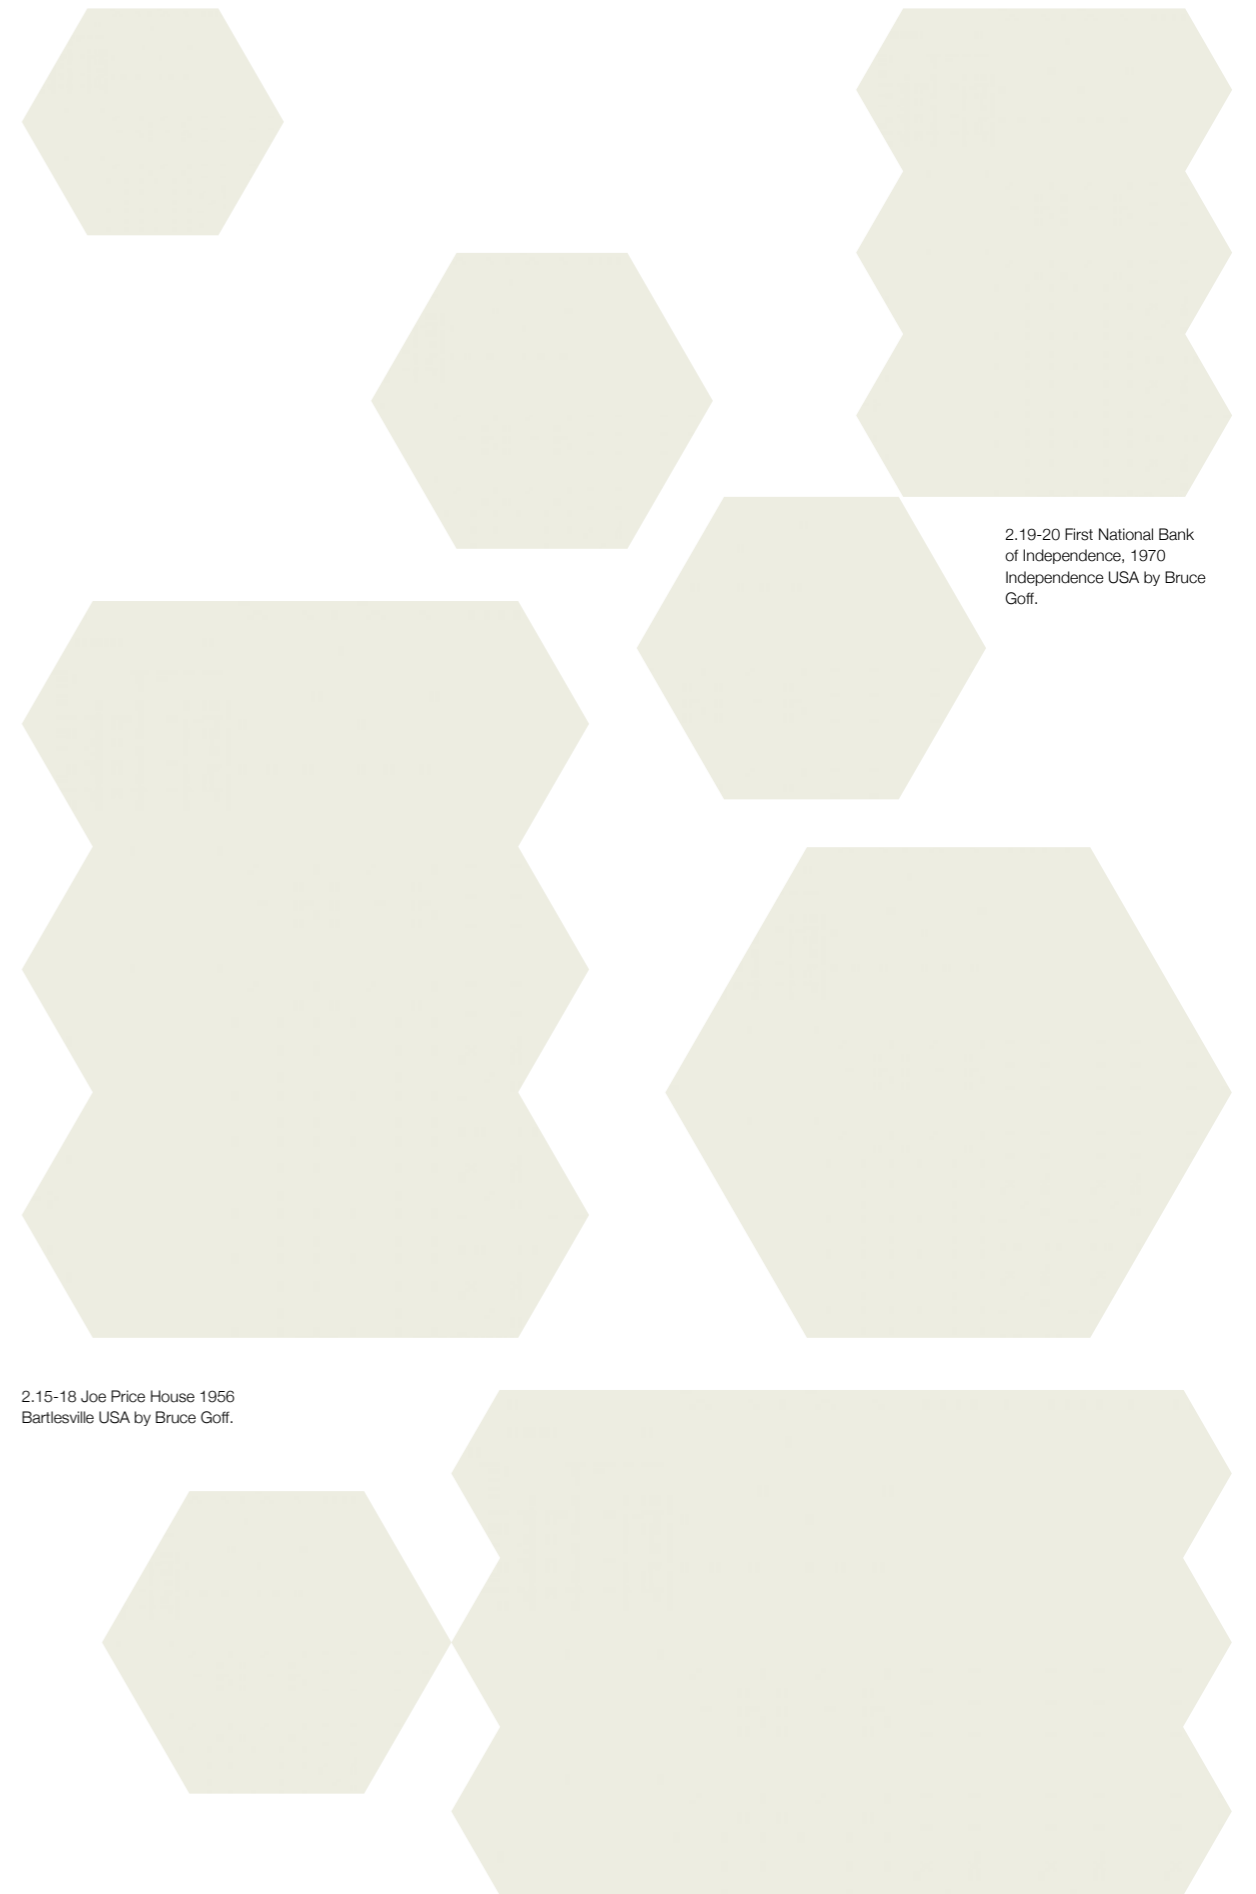 2.19-20 First National Bank
of Independence, 1970
Independence USA by Bruce
Goff.
2.15-18 Joe Price House 1956
Bartlesville USA by Bruce Goff.